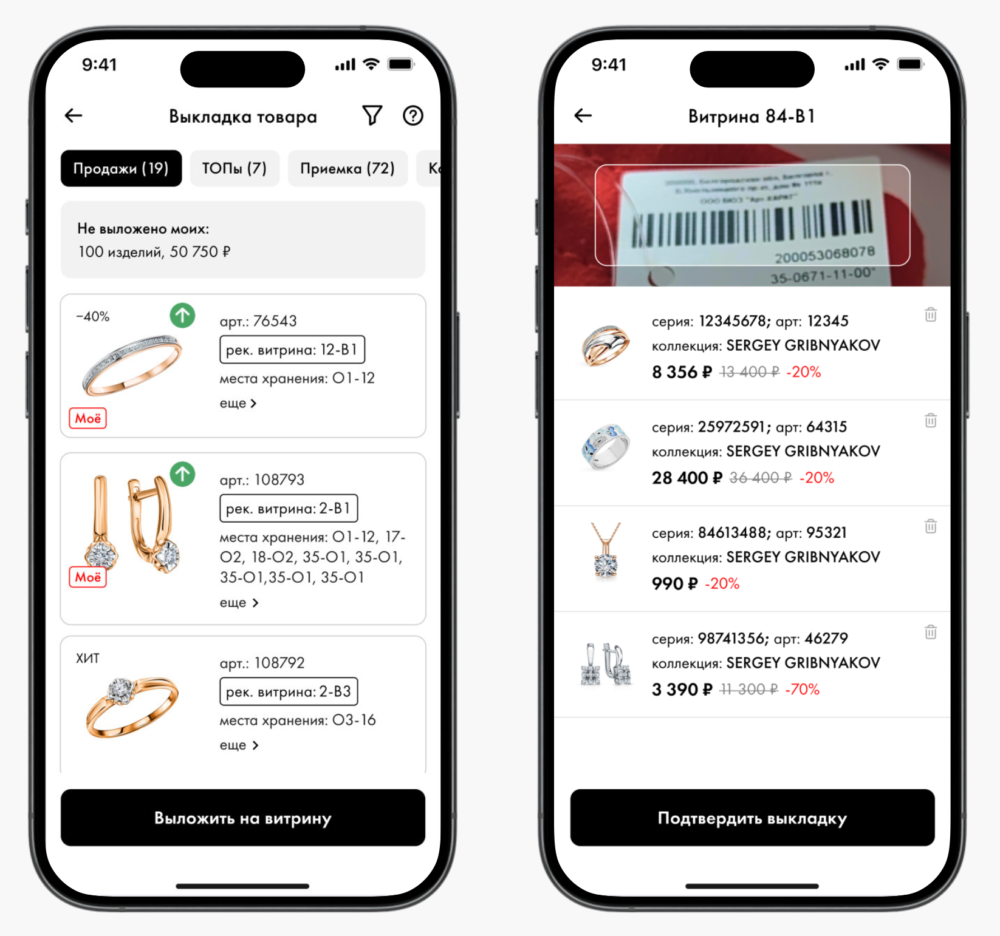 9:41
Выкладка товара
Продажи (19)
ТОПы (7)
Приемка (72)
Не выложено моих:
100 изделий, 50 750 ₽
−40%
арт.: 76543
рек. витрина: 12-В1
места хранения: О1-12
еще
Моё
арт.: 108793
рек. витрина: 2-В1
места хранения: О1-12, 17-
О2, 18-О2, 35-О1, 35-О1,
35-О1,35-О1, 35-О1
еще
Моё
ХИТ
арт.: 108792
рек. витрина: 2-В3
места хранения: О3-16
еще
Выложить на витрину
9:41
Витрина 84-В1
200053068078
35-0671-11-00"
серия: 12345678; арт: 12345
коллекция: SERGEY GRIBNYAKOV
8 356 ₽ 13 400 ₽ -20%
серия: 25972591; арт: 64315
коллекция: SERGEY GRIBNYAKOV
28 400 ₽ 36 400 ₽ -20%
серия: 84613488; арт: 95321
коллекция: SERGEY GRIBNYAKOV
990 ₽ -20%
серия: 98741356; арт: 46279
коллекция: SERGEY GRIBNYAKOV
3 390 ₽ 11 300 ₽ -70%
Подтвердить выкладку